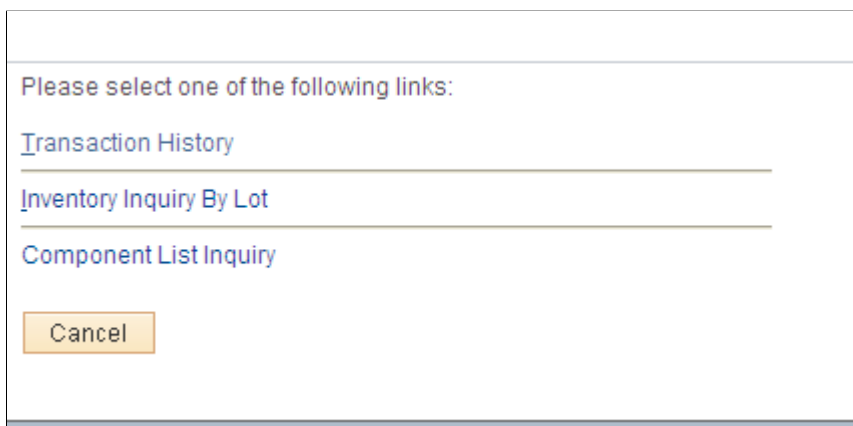 Please select one of the following links:
Transaction History
Inventory Inquiry By Lot
Component List Inquiry
Cancel